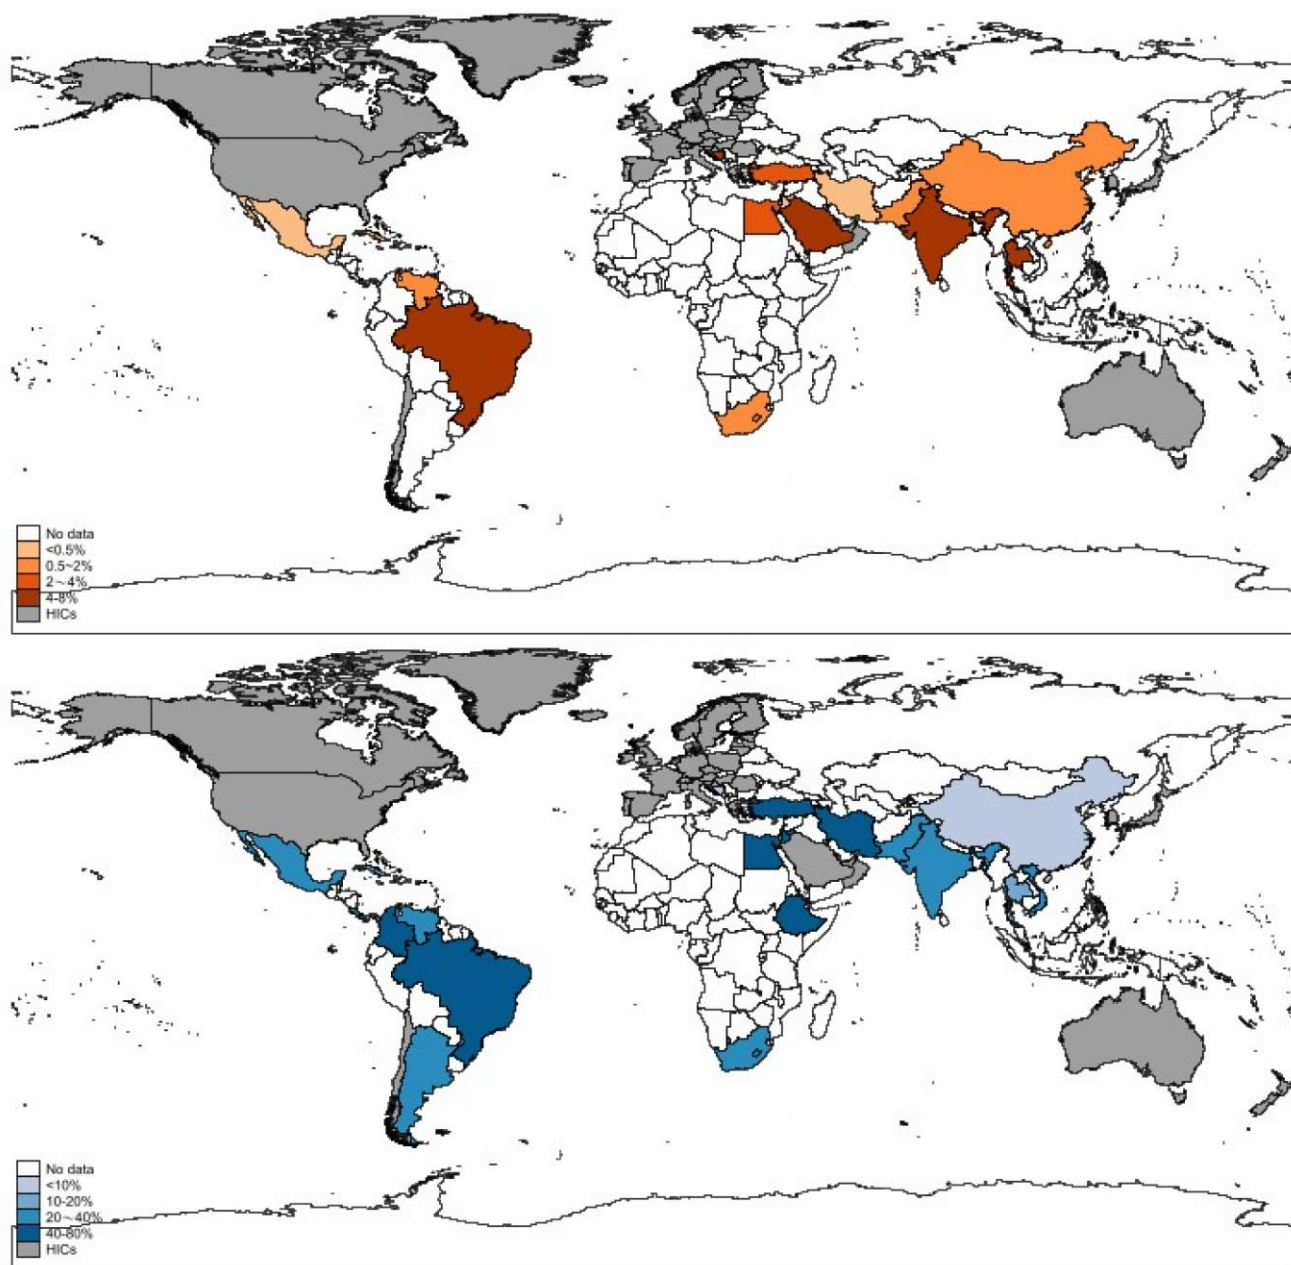 No data
<0.5%
0.5~2%
2~4%
4-8%
HICs
No data
<10%
10-20%
20~40%
40-80%
HICs